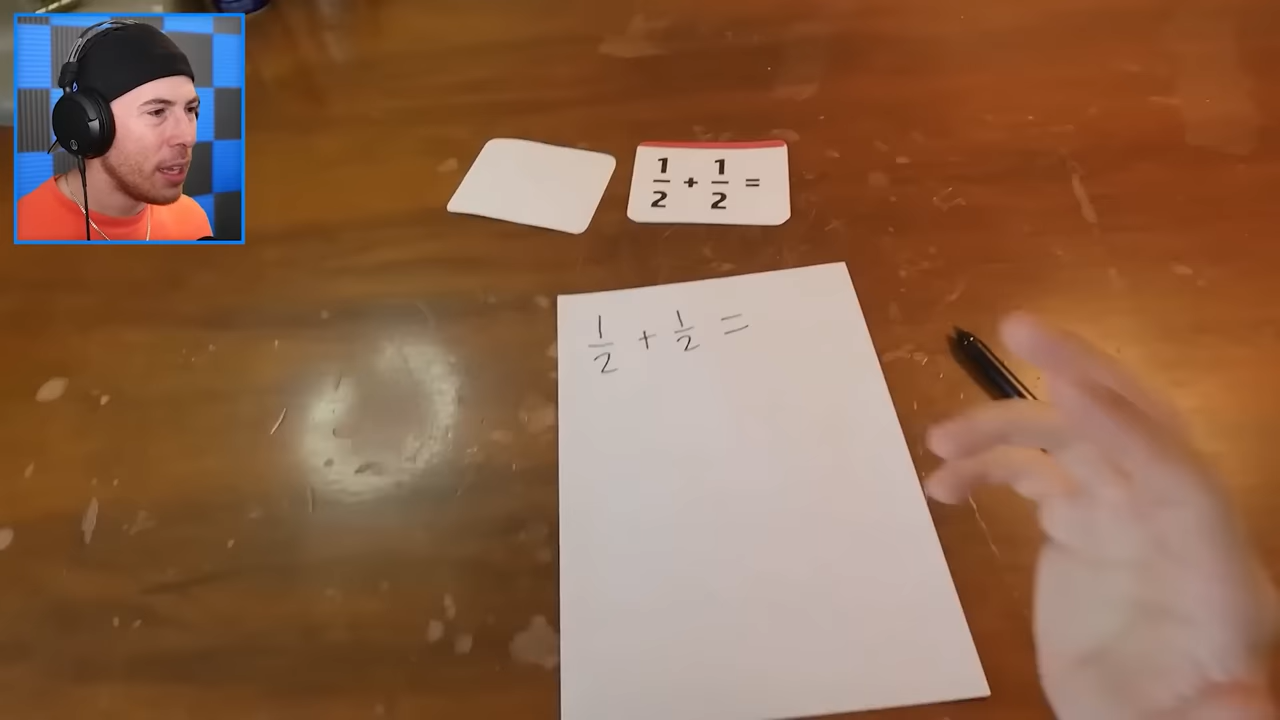 1/2 + 1/2 =
1/2 + 1/2 =